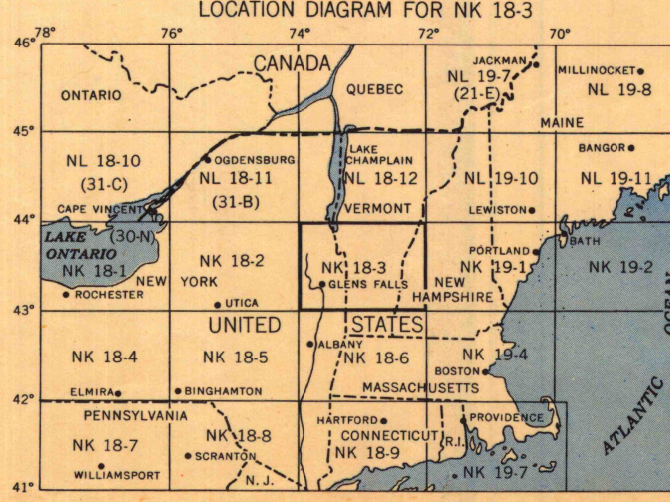 LOCATION DIAGRAM FOR NK 18-3
78° 76° 74° 72° 70°
46°
CANADA
JACKMAN
NL 19-7
(21-E)
MILLINOCKET
NL 19-8
ONTARIO
QUEBEC
MAINE
45°
NL 18-10
(31-C)
OGDENSBURG
NL 18-11
(31-B)
LAKE
CHAMPLAIN
NL 18-12
NL 19-10
BANGOR
NL 19-11
CAPE VINCENT
VERMONT
LEWISTON
44°
LAKE
ONTARIO
(30-N)
NK 18-1
NEW YORK
ROCHESTER
NK 18-2
UTICA
NK 18-3
GLENS FALLS
PORTLAND
NK 19-1
BATH
NEW
HAMPSHIRE
NK 19-2
43°
UNITED STATES
NK 18-4
NK 18-5
ALBANY
NK 18-6
NK 19-4
BOSTON
ELMIRA
BINGHAMTON
MASSACHUSETTS
ATLANTIC
OCEAN
42°
PENNSYLVANIA
NK 18-7
WILLIAMSPORT
NK 18-8
SCRANTON
N. J.
HARTFORD
CONNECTICUT
NK 18-9
R.I.
PROVIDENCE
NK 19-7
41°